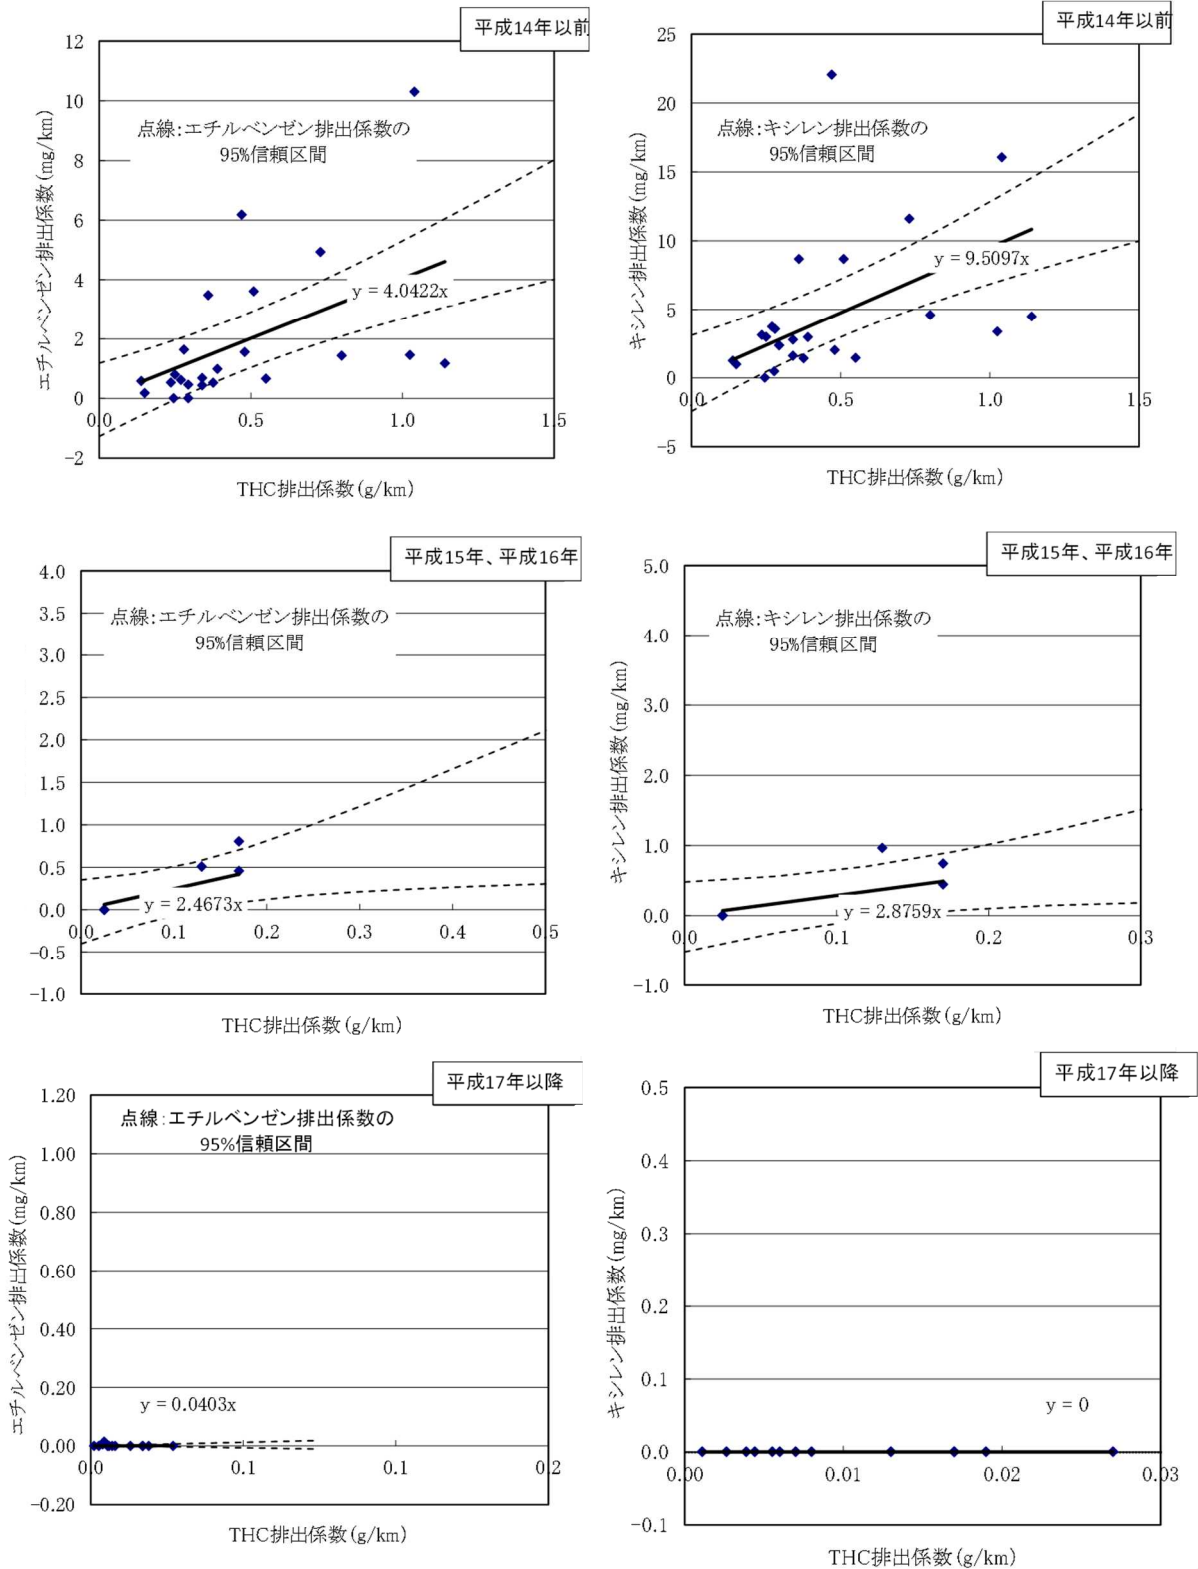 平成14年以前
12
10
8
6
4
2
0
−2
0.0
0.5
1.0
1.5
点線：エチルベンゼン排出係数の
95%信頼区間
y = 4.0422x
エチルベンゼン排出係数(mg/km)
THC排出係数(g/km)
平成14年以前
25
20
15
10
5
0
−5
0.0
0.5
1.0
1.5
点線：キシレン排出係数の
95%信頼区間
y = 9.5097x
キシレン排出係数(mg/km)
THC排出係数(g/km)
平成15年、平成16年
4.0
3.5
3.0
2.5
2.0
1.5
1.0
0.5
0.0
−0.5
−1.0
0.0
0.1
0.2
0.3
0.4
0.5
点線：エチルベンゼン排出係数の
95%信頼区間
y = 2.4673x
THC排出係数(g/km)
平成15年、平成16年
5.0
4.0
3.0
2.0
1.0
0.0
−1.0
0.0
0.1
0.2
0.3
点線：キシレン排出係数の
95%信頼区間
y = 2.8759x
キシレン排出係数(mg/km)
THC排出係数(g/km)
平成17年以降
1.20
1.00
0.80
0.60
0.40
0.20
0.00
−0.20
0.0
0.1
0.1
0.2
点線：エチルベンゼン排出係数の
95%信頼区間
y = 0.0403x
エチルベンゼン排出係数(mg/km)
THC排出係数(g/km)
平成17年以降
0.5
0.4
0.3
0.2
0.1
0.0
−0.1
0.00
0.01
0.02
0.03
y = 0
キシレン排出係数(mg/km)
THC排出係数(g/km)